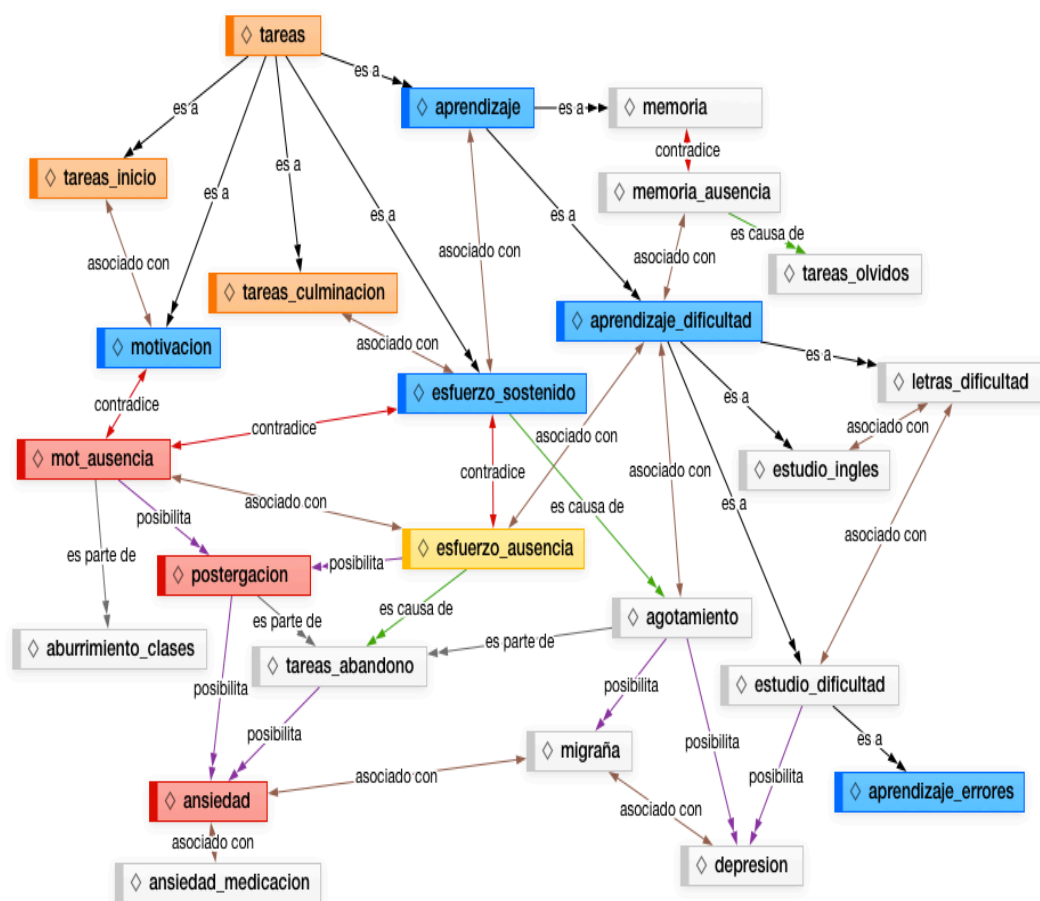 tareas
es a
aprendizaje
es a
memoria
es a
contradice
tareas_inicio
es a
es a
es a
es a
memoria_ausencia
es causa de
asociado con
asociado con
tareas_olvidos
tareas_culminacion
aprendizaje_dificultad
asociado con
motivacion
asociado con
es a
letras_dificultad
esfuerzo_sostenido
contradice
contradice
es a
asociado con
asociado con
mot_ausencia
contradice
asociado con
estudio_ingles
asociado con
es causa de
es a
posibilita
asociado con
esfuerzo_ausencia
es parte de
postergacion
posibilita
es causa de
agotamiento
aburrimiento_clases
es parte de
es parte de
tareas_abandono
posibilita
posibilita
estudio_dificultad
posibilita
posibilita
migraña
es a
asociado con
posibilita
ansiedad
aprendizaje_errores
asociado con
asociado con
depresion
ansiedad_medicacion